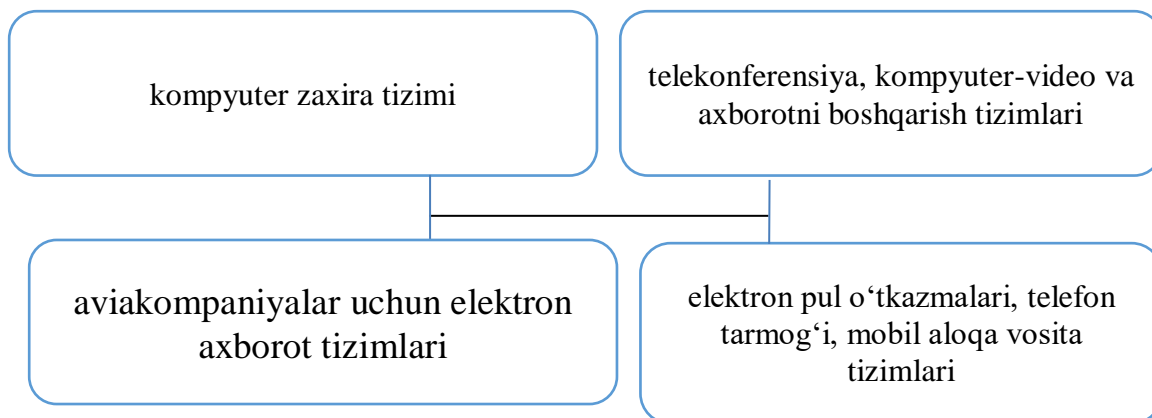 kompyuter zaxira tizimi
telekonferensiya, kompyuter-video va
axborotni boshqarish tizimlari
aviakompaniyalar uchun elektron
axborot tizimlari
elektron pul o‘tkazmalari, telefon
tarmog‘i, mobil aloqa vosita
tizimlari